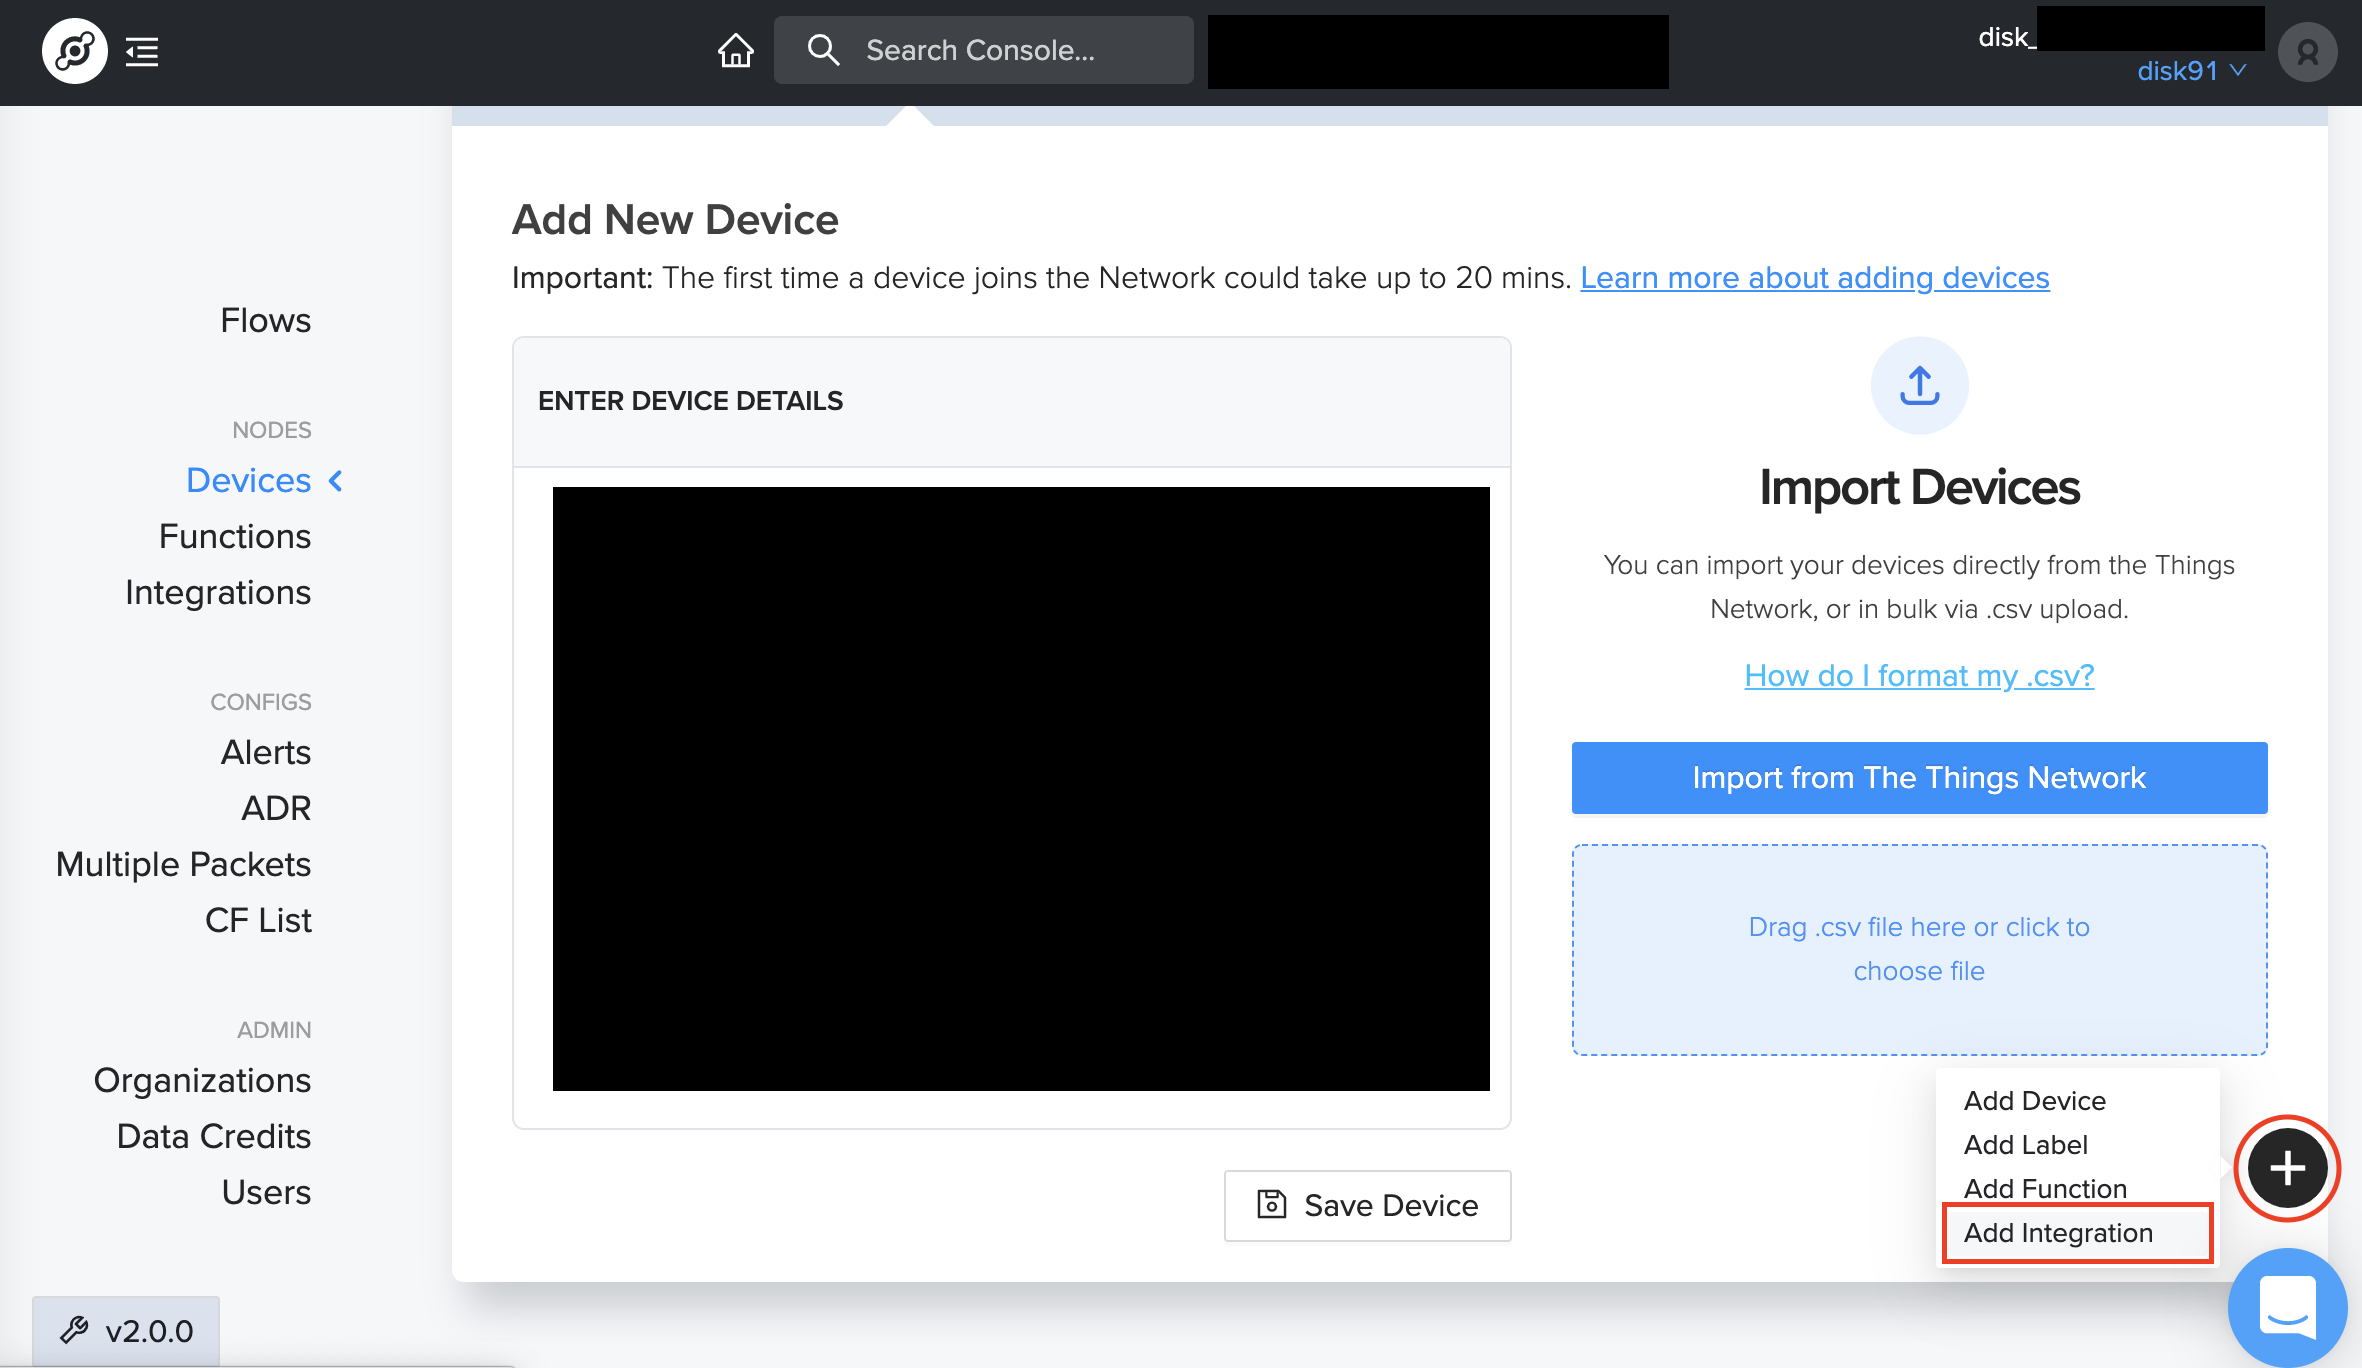 Search Console...
disk_
disk91
Add New Device
Important: The first time a device joins the Network could take up to 20 mins. Learn more about adding devices
Flows
NODES
Devices
Functions
Integrations
CONFIGS
Alerts
ADR
Multiple Packets
CF List
ADMIN
Organizations
Data Credits
Users
v2.0.0
ENTER DEVICE DETAILS
Save Device
Import Devices
You can import your devices directly from the Things
Network, or in bulk via .csv upload.
How do I format my .csv?
Import from The Things Network
Drag .csv file here or click to
choose file
Add Device
Add Label
Add Function
Add Integration